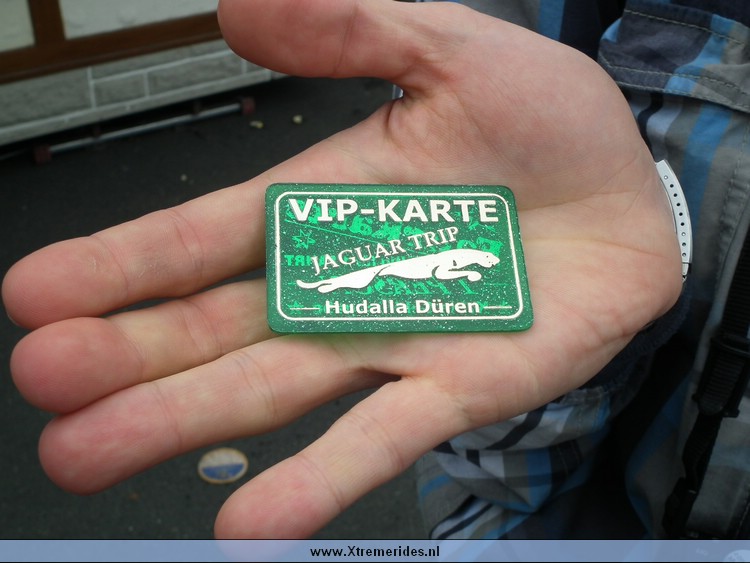 VIP-KARTE
JAGUAR TRIP
Hudalla Düren
www.Xtremerides.nl